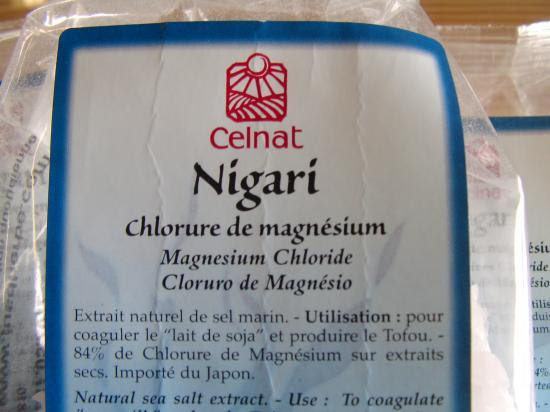 Celnat
Nigari
Chlorure de magnésium
Magnesium Chloride
Cloruro de Magnésio
Extrait naturel de sel marin. - Utilisation : pour
coaguler le "lait de soja" et produire le Tofou. -
84% de Chlorure de Magnésium sur extraits
secs. Importé du Japon.
Natural sea salt extract. - Use : To coagulate
Celnat
Nigar